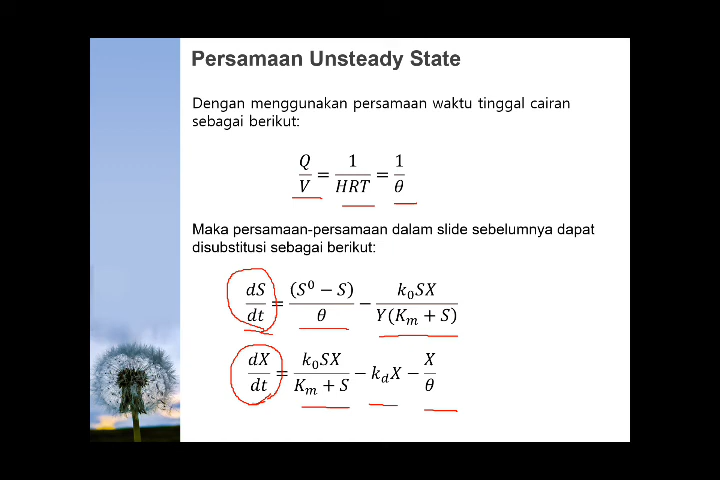 Persamaan Unsteady State
Dengan menggunakan persamaan waktu tinggal cairan
sebagai berikut:
Q/V = 1/HRT = 1/θ
Maka persamaan-persamaan dalam slide sebelumnya dapat
disubstitusi sebagai berikut:
dS/dt = (S⁰ − S)/θ − k₀SX/Y(Kₘ + S)
dX/dt = k₀SX/Kₘ + S − k_dX − X/θ